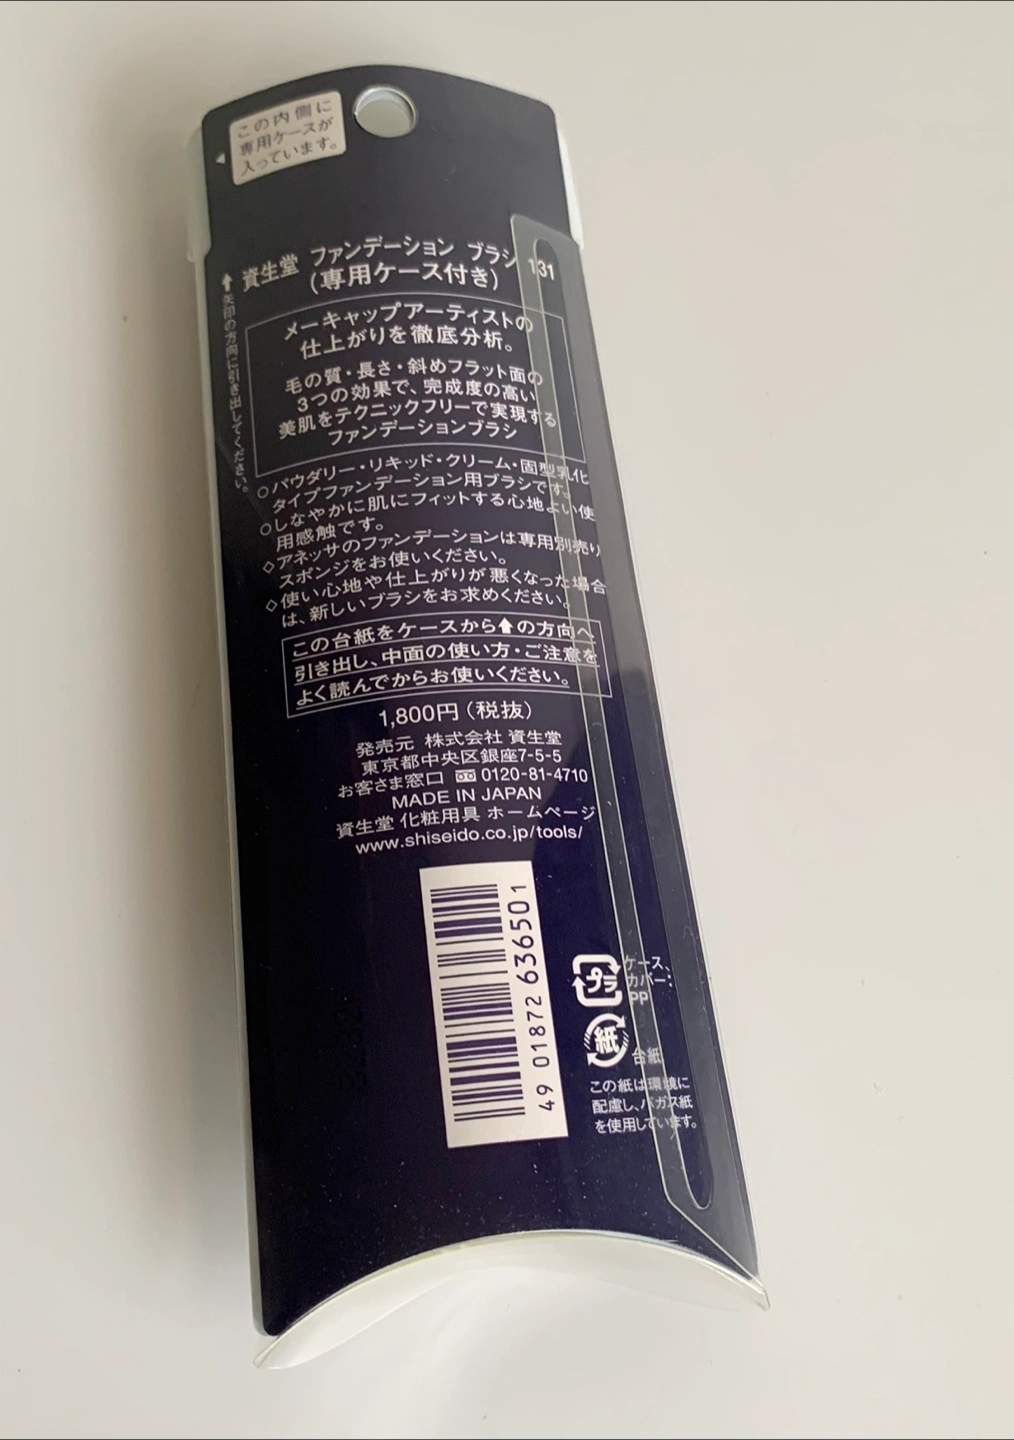 この内側に
専用ケースが
入っています。
資生堂 ファンデーション ブラシ 131
(専用ケース付き)
矢印の方向に引き出してください。
メーキャップアーティストの
仕上がりを徹底分析。
毛の質・長さ・斜めフラット面の
3つの効果で、完成度の高い
美肌をテクニックフリーで実現する
ファンデーションブラシ
○パウダリー・リキッド・クリーム・固型乳化
タイプファンデーション用ブラシです。
○しなやかに肌にフィットする心地よい使
用感触です。
◇アネッサのファンデーションは専用別売り
スポンジをお使いください。
◇使い心地や仕上がりが悪くなった場合
は、新しいブラシをお求めください。
この台紙をケースから⬆の方向へ
引き出し、中面の使い方・ご注意を
よく読んでからお使いください。
1,800円(税抜)
発売元 株式会社 資生堂
東京都中央区銀座7-5-5
お客さま窓口 0120-81-4710
MADE IN JAPAN
資生堂 化粧用具 ホームページ
www.shiseido.co.jp/tools/
49 01872 636501
プラ
ケース、
カバー:
PP
紙
台紙
この紙は環境に
配慮し、バガス紙
を使用しています。